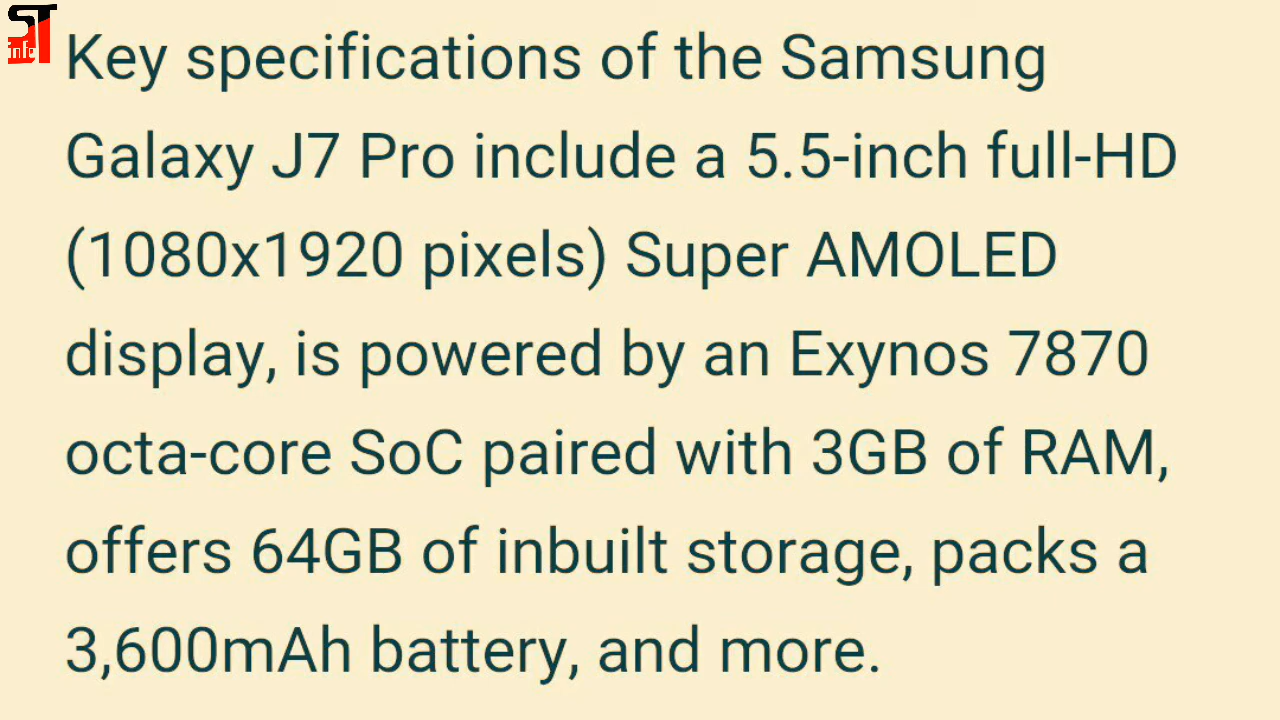 ST
info
Key specifications of the Samsung
Galaxy J7 Pro include a 5.5-inch full-HD
(1080x1920 pixels) Super AMOLED
display, is powered by an Exynos 7870
octa-core SoC paired with 3GB of RAM,
offers 64GB of inbuilt storage, packs a
3,600mAh battery, and more.